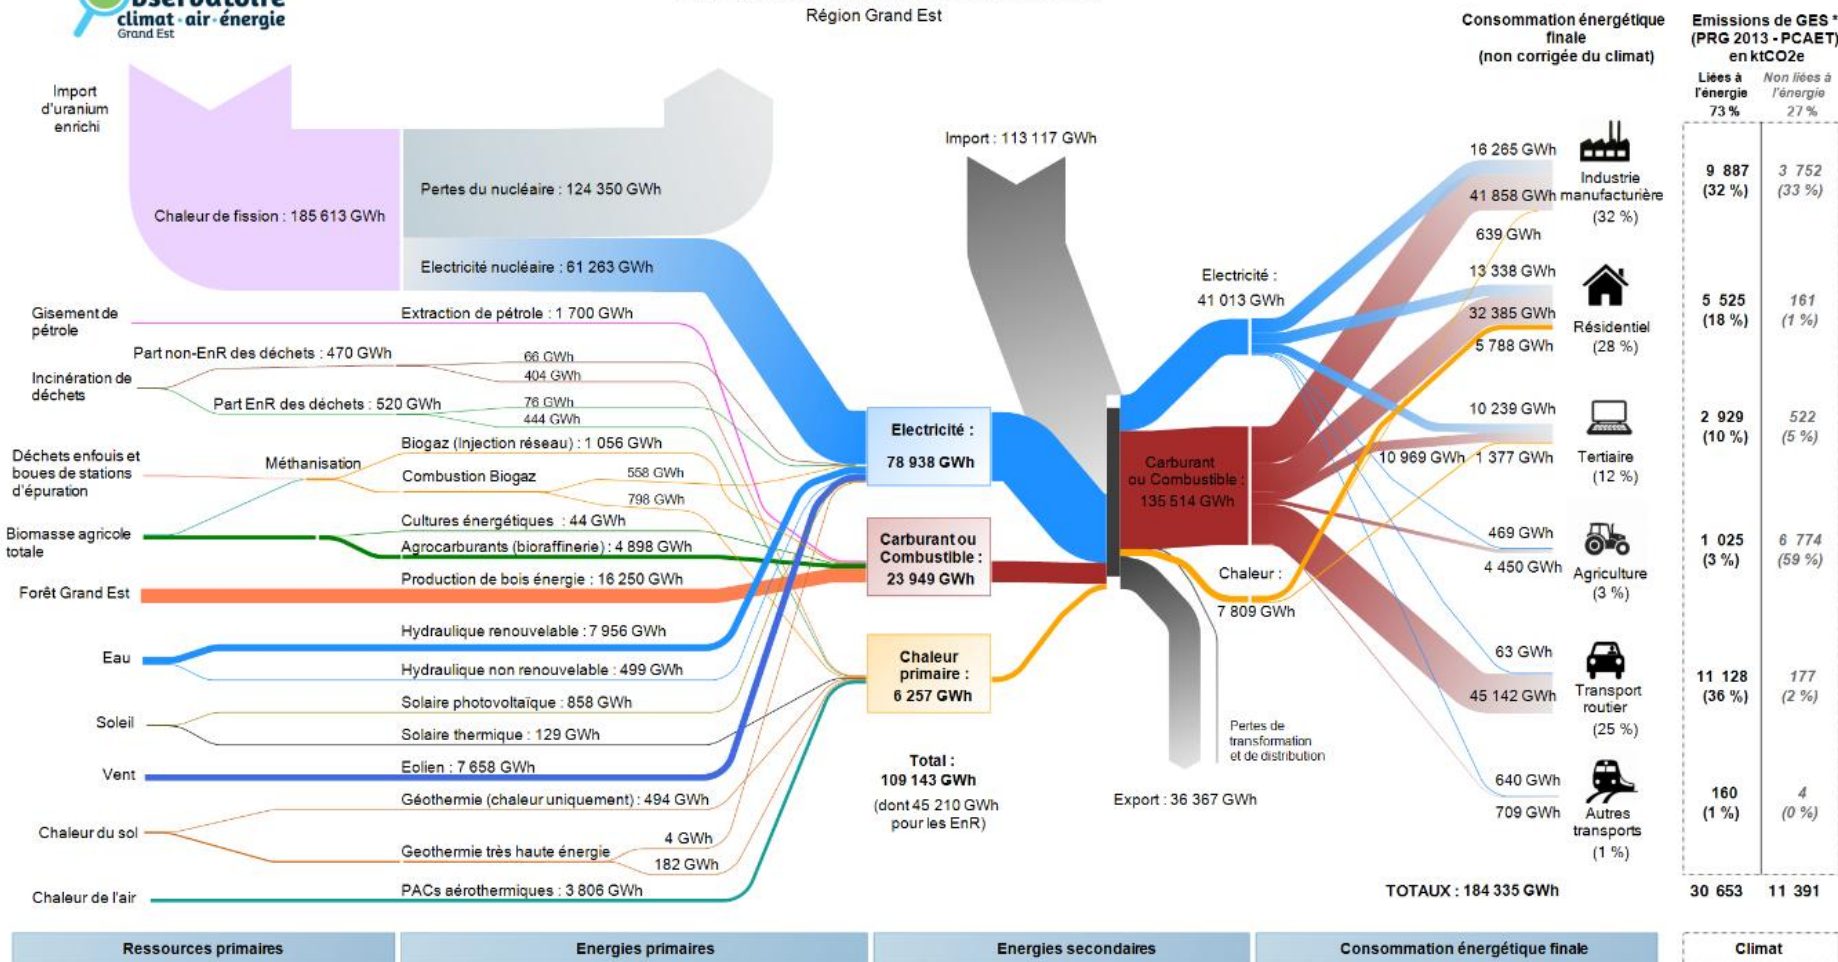 climat · air · énergie
Grand Est
Région Grand Est
Consommation énergétique
finale
(non corrigée du climat)
Emissions de GES *
(PRG 2013 - PCAET)
en ktCO2e
Liées à
l'énergie
73 %
Non liées à
l'énergie
27 %
Import
d'uranium
enrichi
Chaleur de fission : 185 613 GWh
Pertes du nucléaire : 124 350 GWh
Electricité nucléaire : 61 263 GWh
Import : 113 117 GWh
Gisement de
pétrole
Extraction de pétrole : 1 700 GWh
Incinération de
déchets
Part non-EnR des déchets : 470 GWh
66 GWh
404 GWh
Part EnR des déchets : 520 GWh
76 GWh
444 GWh
Déchets enfouis et
boues de stations
d'épuration
Méthanisation
Biogaz (Injection réseau) : 1 056 GWh
Combustion Biogaz
558 GWh
798 GWh
Biomasse agricole
totale
Cultures énergétiques : 44 GWh
Agrocarburants (bioraffinerie) : 4 898 GWh
Forêt Grand Est
Production de bois énergie : 16 250 GWh
Eau
Hydraulique renouvelable : 7 956 GWh
Hydraulique non renouvelable : 499 GWh
Soleil
Solaire photovoltaïque : 858 GWh
Solaire thermique : 129 GWh
Vent
Eolien : 7 658 GWh
Chaleur du sol
Géothermie (chaleur uniquement) : 494 GWh
Geothermie très haute énergie
4 GWh
182 GWh
Chaleur de l'air
PACs aérothermiques : 3 806 GWh
Electricité :
78 938 GWh
Carburant ou
Combustible :
23 949 GWh
Chaleur
primaire :
6 257 GWh
Total :
109 143 GWh
(dont 45 210 GWh
pour les EnR)
Electricité :
41 013 GWh
Carburant
ou Combustible :
135 514 GWh
Chaleur :
7 809 GWh
Pertes de
transformation
et de distribution
Export : 36 367 GWh
16 265 GWh
41 858 GWh
639 GWh
Industrie
manufacturière
(32 %)
9 887
(32 %)
3 752
(33 %)
13 338 GWh
32 385 GWh
5 788 GWh
Résidentiel
(28 %)
5 525
(18 %)
161
(1 %)
10 239 GWh
10 969 GWh
1 377 GWh
Tertiaire
(12 %)
2 929
(10 %)
522
(5 %)
469 GWh
4 450 GWh
Agriculture
(3 %)
1 025
(3 %)
6 774
(59 %)
63 GWh
45 142 GWh
Transport
routier
(25 %)
11 128
(36 %)
177
(2 %)
640 GWh
709 GWh
Autres
transports
(1 %)
160
(1 %)
4
(0 %)
TOTAUX : 184 335 GWh
30 653
11 391
Ressources primaires
Energies primaires
Energies secondaires
Consommation énergétique finale
Climat